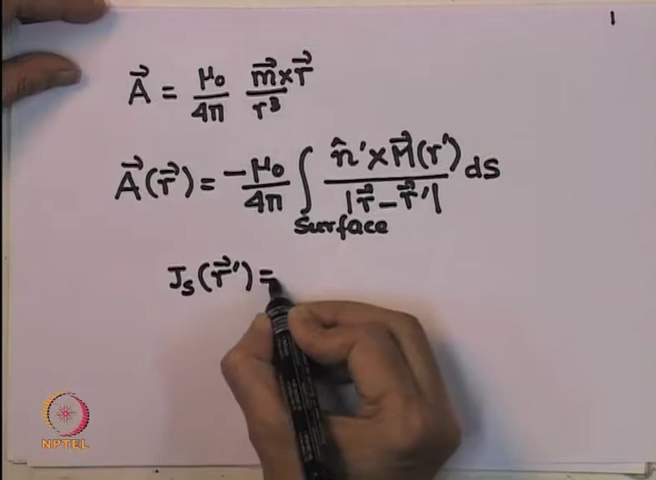 1
A⃗ = μ₀/4π m⃗×r⃗/r³
A⃗(r⃗) = -μ₀/4π ∫Surface n̂'×M⃗(r')/|r⃗-r⃗'| dS
Js(r⃗') =
NPTEL